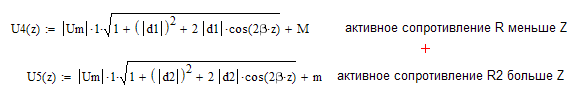 U4(z) := |Um|·1·√(1 + (|d1|)² + 2 |d1|·cos(2β·z)) + M активное сопротивление R меньше Z
+
U5(z) := |Um|·1·√(1 + (|d2|)² + 2 |d2|·cos(2β·z)) + m активное сопротивление R2 больше Z